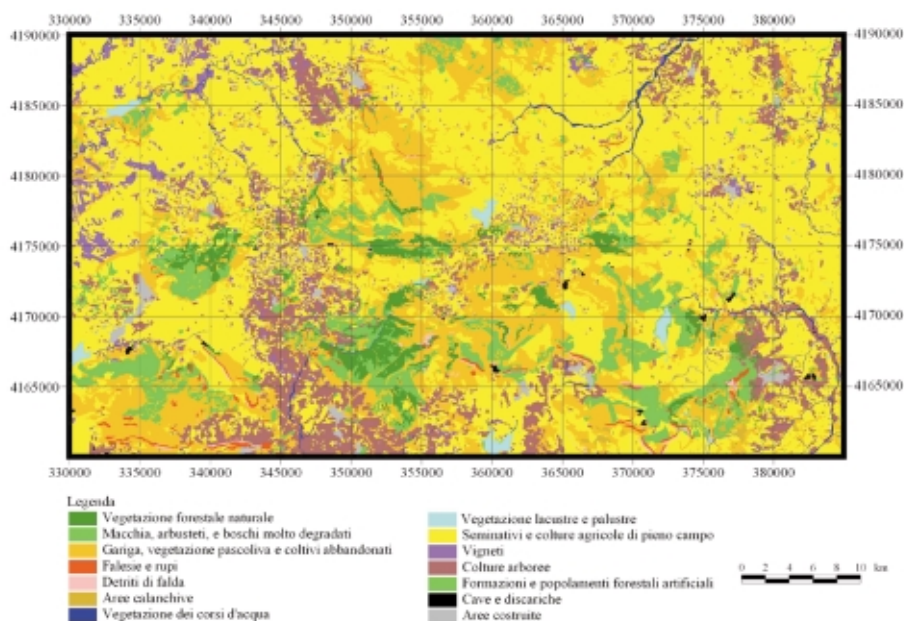 330000 335000 340000 345000 350000 355000 360000 365000 370000 375000 380000
4190000 4190000
4185000 4185000
4180000 4180000
4175000 4175000
4170000 4170000
4165000 4165000
330000 335000 340000 345000 350000 355000 360000 365000 370000 375000 380000
Legenda
Vegetazione forestale naturale
Macchia, arbusteti, e boschi molto degradati
Gariga, vegetazione pascoliva e coltivi abbandonati
Falesie e rupi
Detriti di falda
Aree calanchive
Vegetazione dei corsi d'acqua
Vegetazione lacustre e palustre
Seminativi e colture agricole di pieno campo
Vigneti
Colture arboree
Formazioni e popolamenti forestali artificiali
Cave e discariche
Aree costruite
0 2 4 6 8 10 km